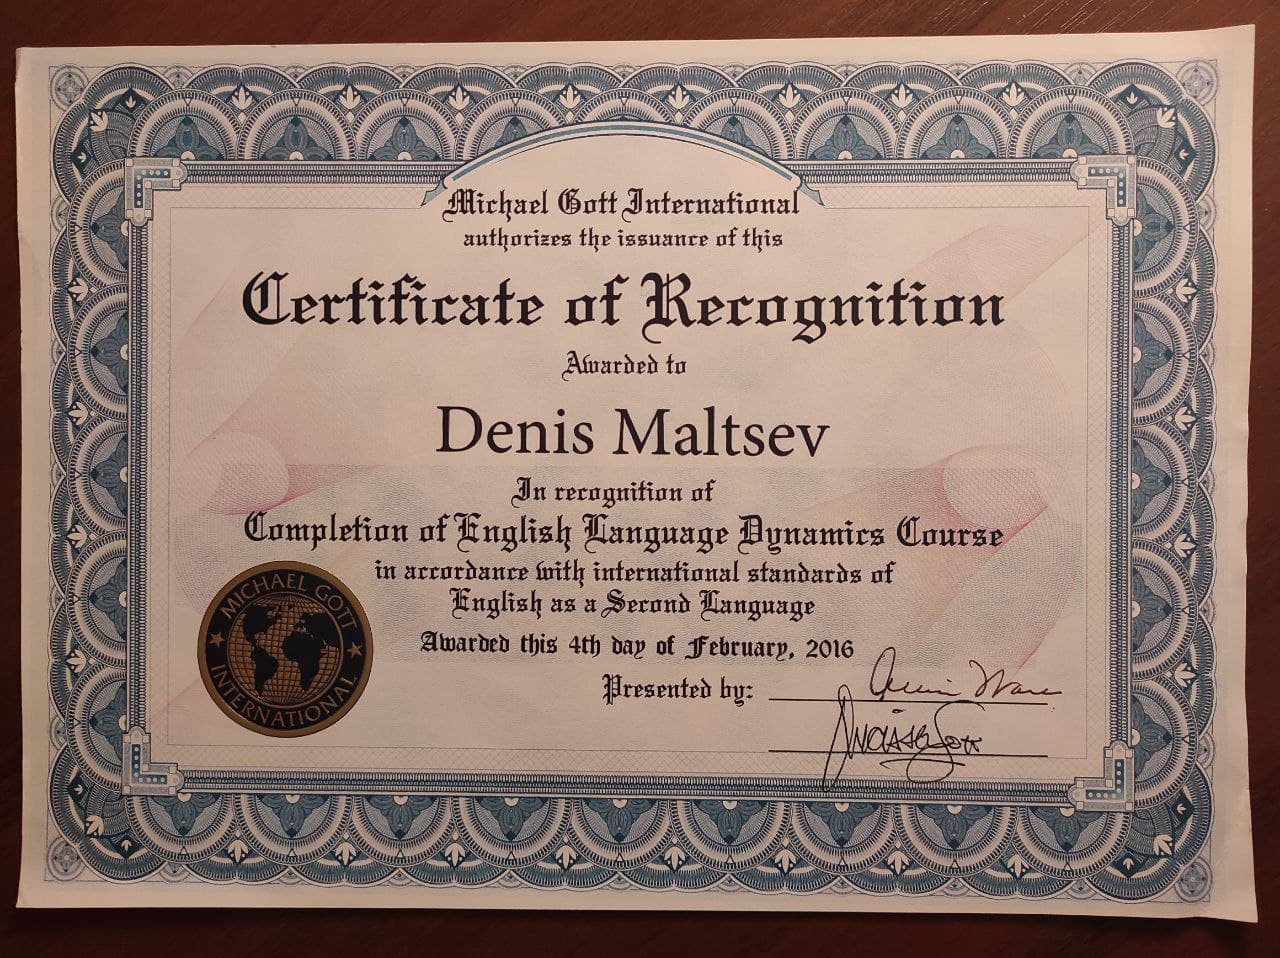 Michael Gott International
authorizes the issuance of this
Certificate of Recognition
Awarded to
Denis Maltsev
In recognition of
Completion of English Language Dynamics Course
in accordance with international standards of
English as a Second Language
Awarded this 4th day of February, 2016
Presented by:
MICHAEL GOTT
INTERNATIONAL